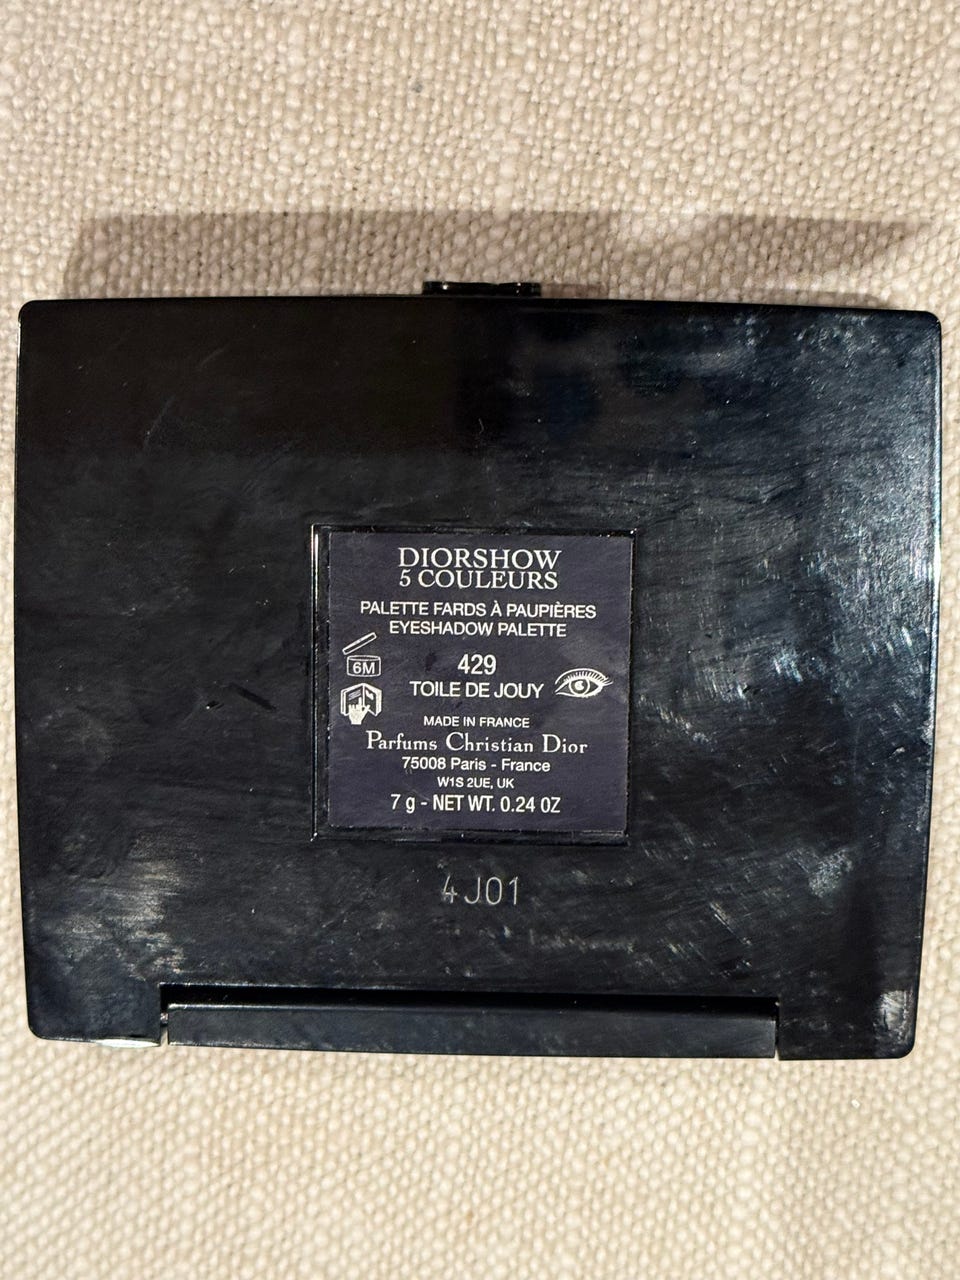 DIORSHOW
5 COULEURS
PALETTE FARDS À PAUPIÈRES
EYESHADOW PALETTE
6M
429
TOILE DE JOUY
MADE IN FRANCE
Parfums Christian Dior
75008 Paris - France
W1S 2UE, UK
7 g - NET WT. 0.24 OZ
4J01